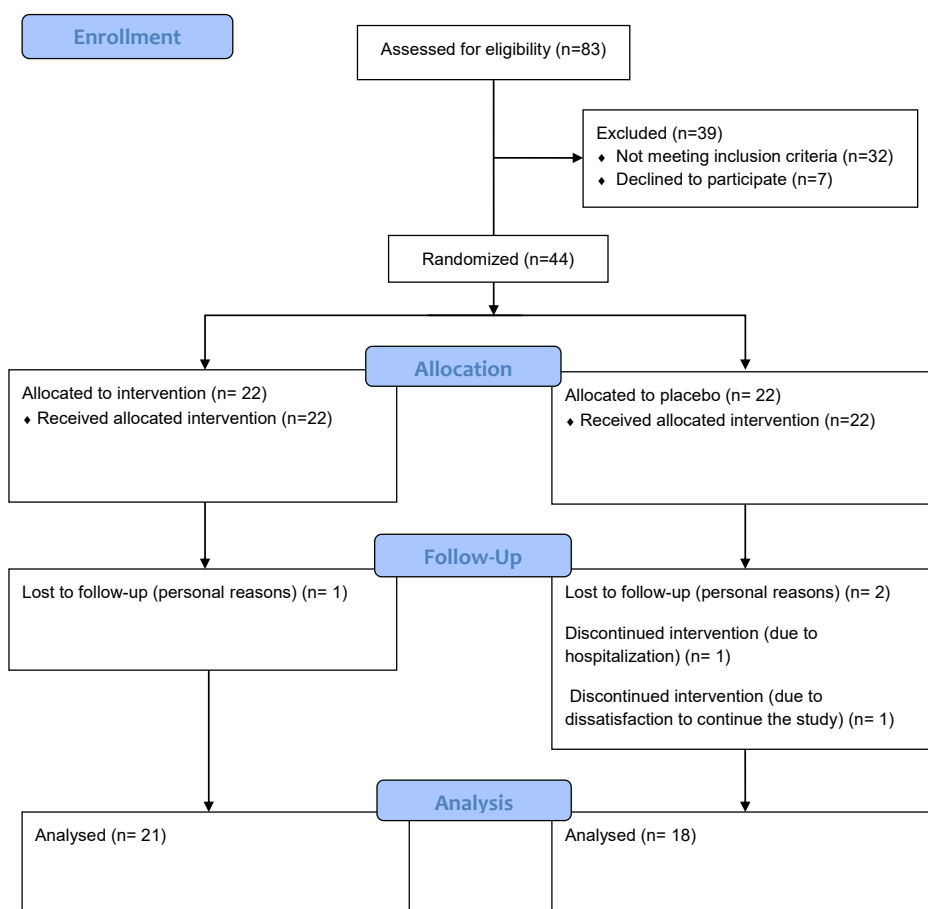 Enrollment
Assessed for eligibility (n=83)
Excluded (n=39)
♦ Not meeting inclusion criteria (n=32)
♦ Declined to participate (n=7)
Randomized (n=44)
Allocation
Allocated to intervention (n= 22)
♦ Received allocated intervention (n=22)
Allocated to placebo (n= 22)
♦ Received allocated intervention (n=22)
Follow-Up
Lost to follow-up (personal reasons) (n= 1)
Lost to follow-up (personal reasons) (n= 2)
Discontinued intervention (due to
hospitalization) (n= 1)
Discontinued intervention (due to
dissatisfaction to continue the study) (n= 1)
Analysis
Analysed (n= 21)
Analysed (n= 18)